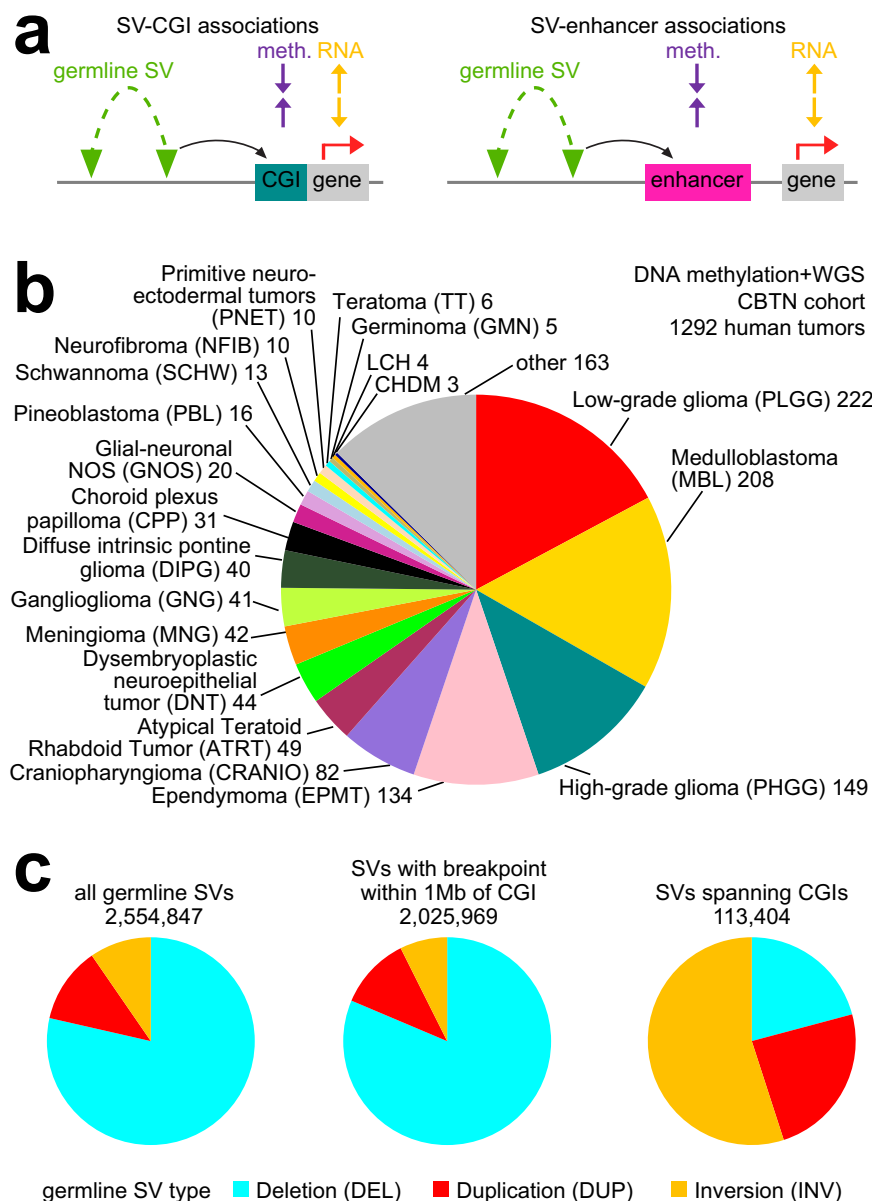 a
SV-CGI associations
meth. RNA
germline SV
CGI gene
SV-enhancer associations
meth. RNA
germline SV
enhancer gene
b
DNA methylation+WGS
CBTN cohort
1292 human tumors
Primitive neuro-
ectodermal tumors
(PNET) 10
Neurofibroma (NFIB) 10
Schwannoma (SCHW) 13
Pineoblastoma (PBL) 16
Glial-neuronal
NOS (GNOS) 20
Choroid plexus
papilloma (CPP) 31
Diffuse intrinsic pontine
glioma (DIPG) 40
Ganglioglioma (GNG) 41
Meningioma (MNG) 42
Dysembryoplastic
neuroepithelial
tumor (DNT) 44
Atypical Teratoid
Rhabdoid Tumor (ATRT) 49
Craniopharyngioma (CRANIO) 82
Ependymoma (EPMT) 134
Teratoma (TT) 6
Germinoma (GMN) 5
LCH 4
CHDM 3
other 163
Low-grade glioma (PLGG) 222
Medulloblastoma
(MBL) 208
High-grade glioma (PHGG) 149
c
all germline SVs
2,554,847
SVs with breakpoint
within 1Mb of CGI
2,025,969
SVs spanning CGIs
113,404
germline SV type Deletion (DEL) Duplication (DUP) Inversion (INV)